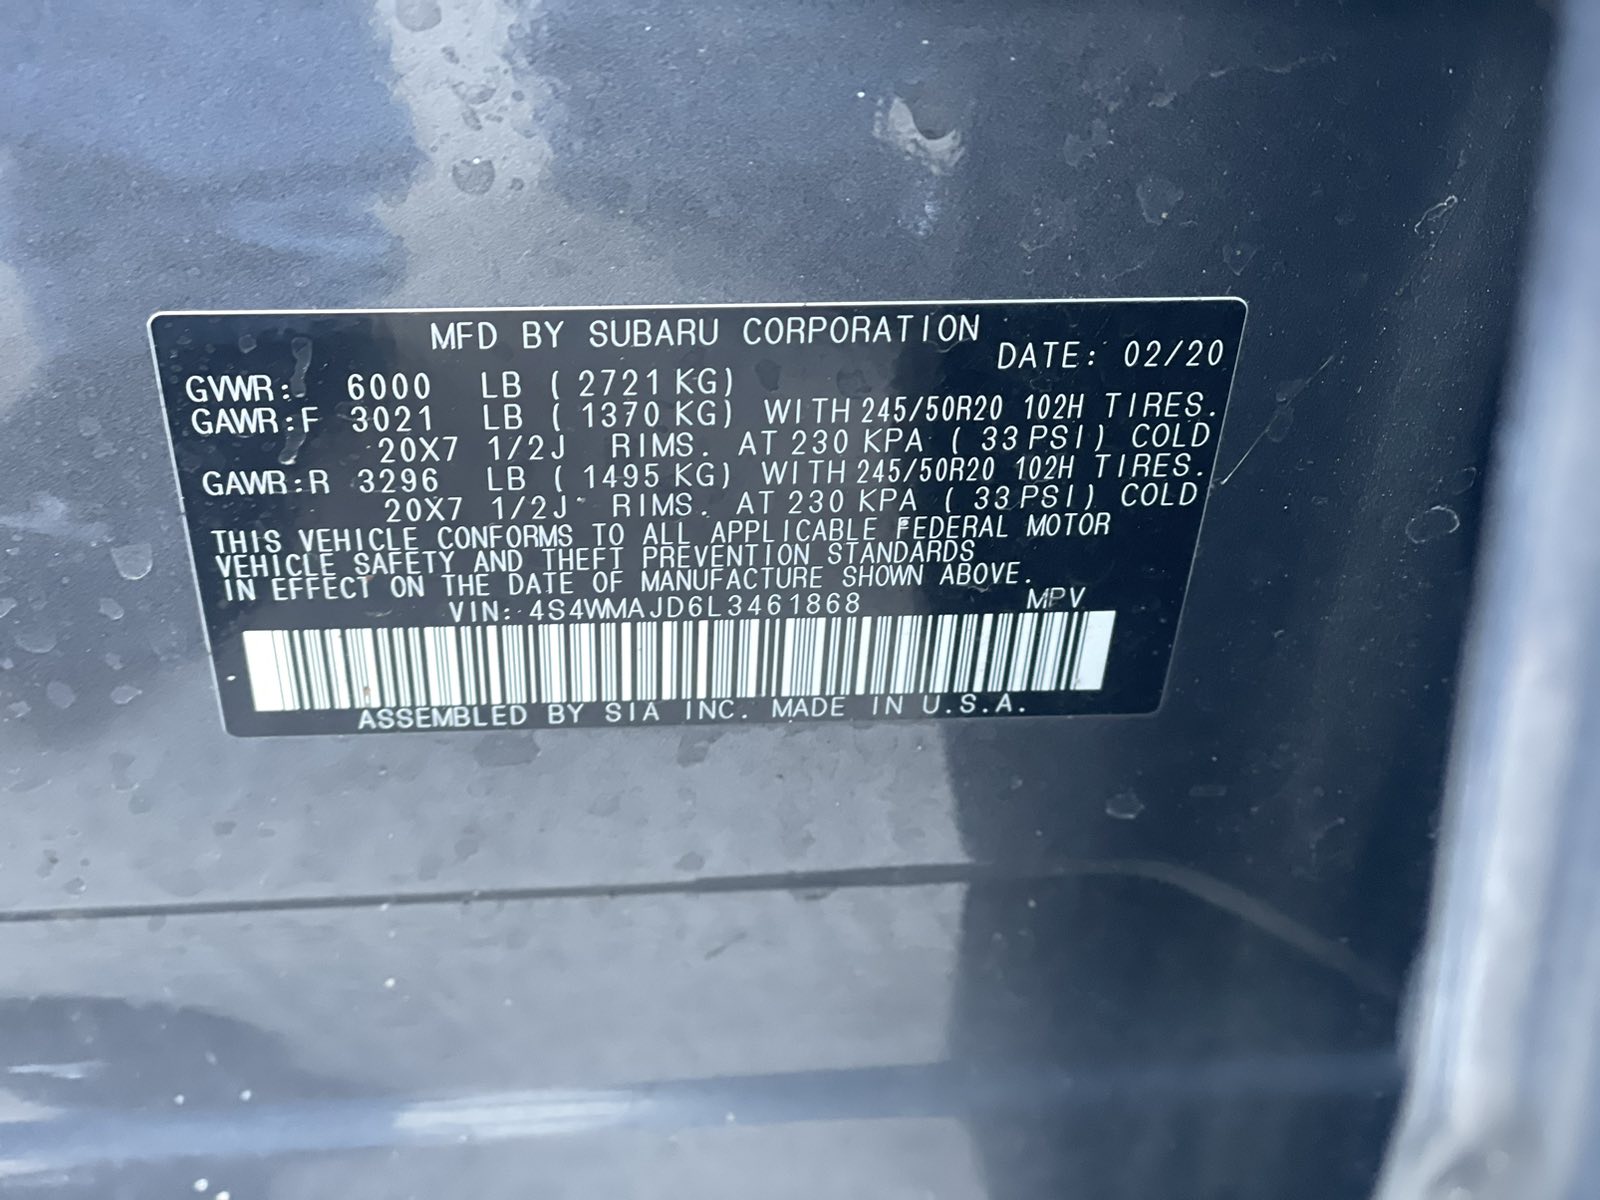 MFD BY SUBARU CORPORATION
DATE: 02/20
GVWR: 6000 LB ( 2721 KG)
GAWR:F 3021 LB ( 1370 KG) WITH 245/50R20 102H TIRES.
20X7 1/2J RIMS. AT 230 KPA ( 33 PSI) COLD
GAWR:R 3296 LB ( 1495 KG) WITH 245/50R20 102H TIRES.
20X7 1/2J RIMS. AT 230 KPA ( 33 PSI) COLD
THIS VEHICLE CONFORMS TO ALL APPLICABLE FEDERAL MOTOR
VEHICLE SAFETY AND THEFT PREVENTION STANDARDS
IN EFFECT ON THE DATE OF MANUFACTURE SHOWN ABOVE.
VIN: 4S4WMAJD6L3461868 MPV
ASSEMBLED BY SIA INC. MADE IN U.S.A.